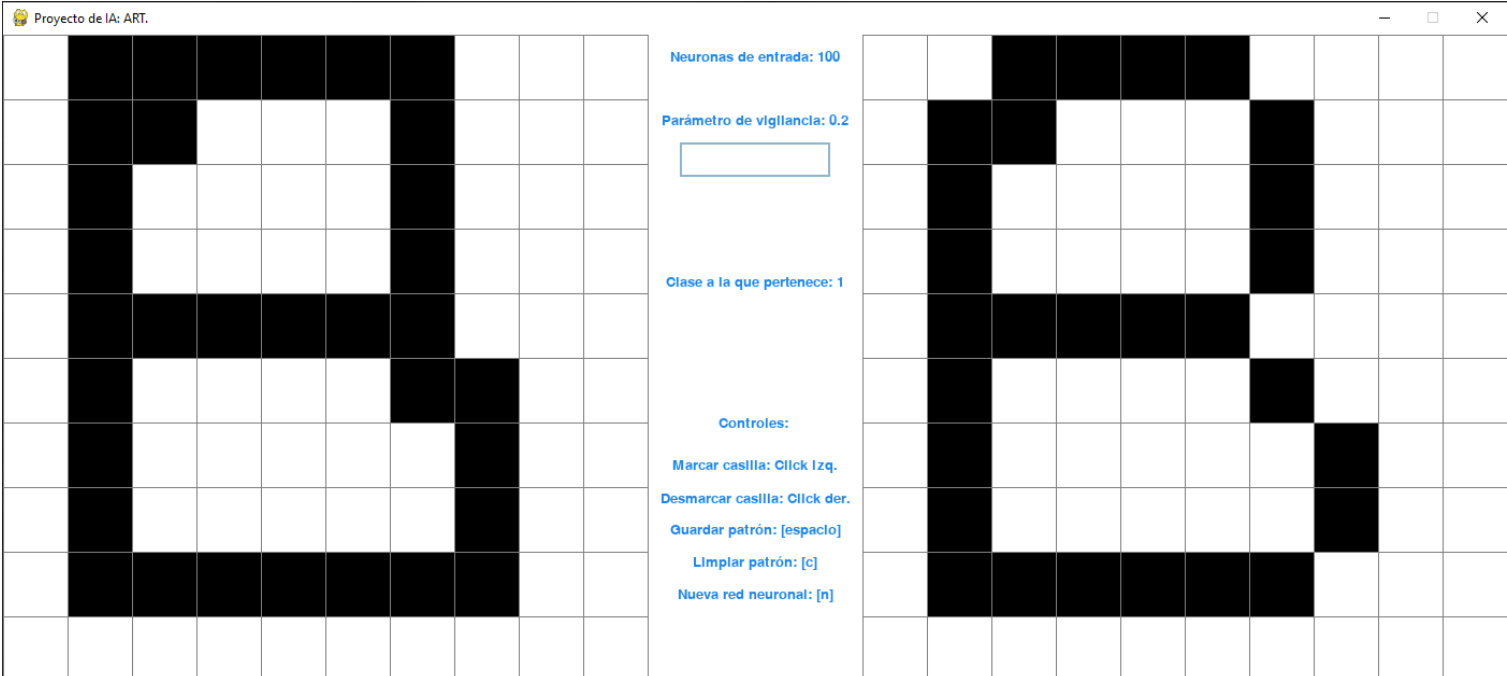 Proyecto de IA: ART.
Neuronas de entrada: 100
Parámetro de vigilancia: 0.2
Clase a la que pertenece: 1
Controles:
Marcar casilla: Click Izq.
Desmarcar casilla: Click der.
Guardar patrón: [espacio]
Limpiar patrón: [c]
Nueva red neuronal: [n]